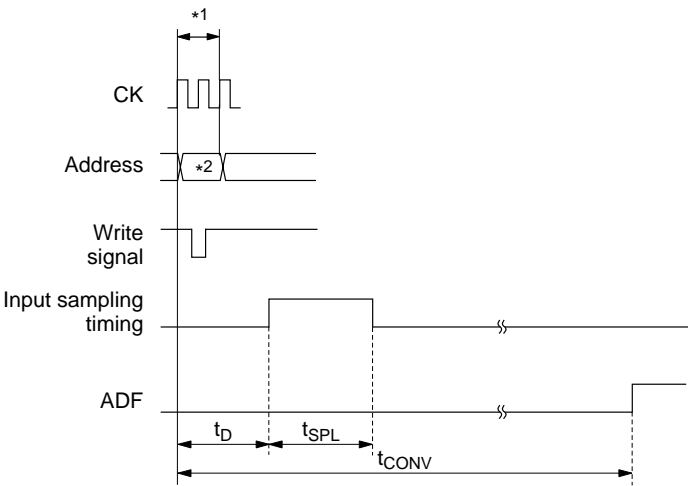 *1
CK
Address
*2
Write
signal
Input sampling
timing
ADF
tD
tSPL
tCONV